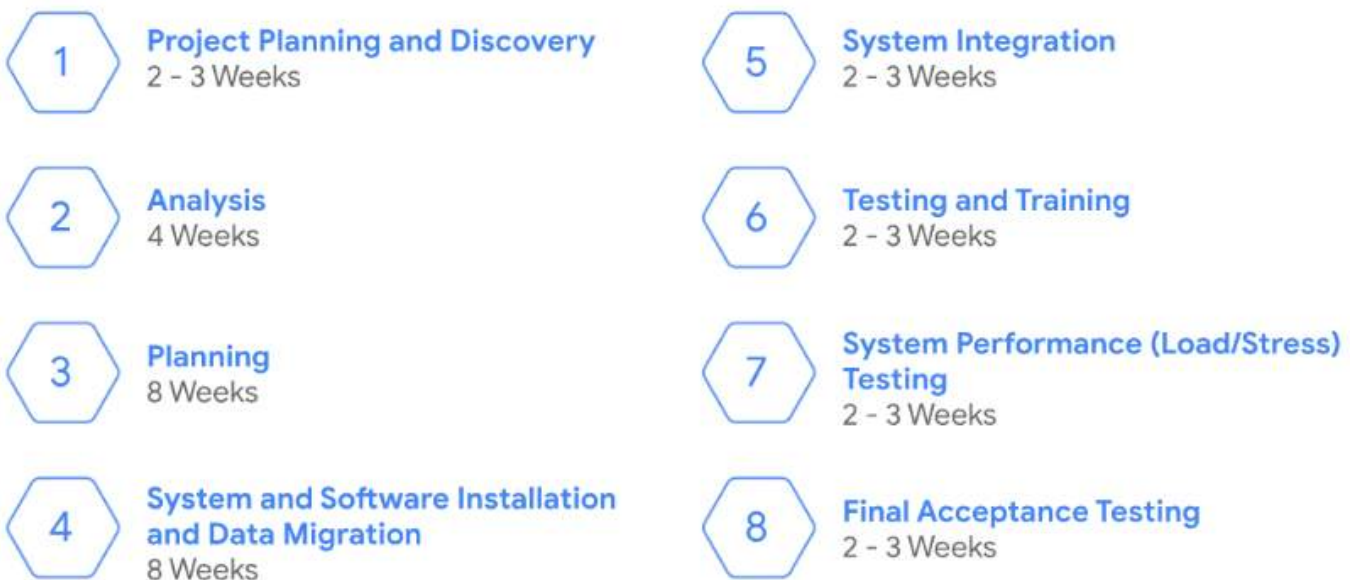 1
Project Planning and Discovery
2 - 3 Weeks
2
Analysis
4 Weeks
3
Planning
8 Weeks
4
System and Software Installation
and Data Migration
8 Weeks
5
System Integration
2 - 3 Weeks
6
Testing and Training
2 - 3 Weeks
7
System Performance (Load/Stress)
Testing
2 - 3 Weeks
8
Final Acceptance Testing
2 - 3 Weeks